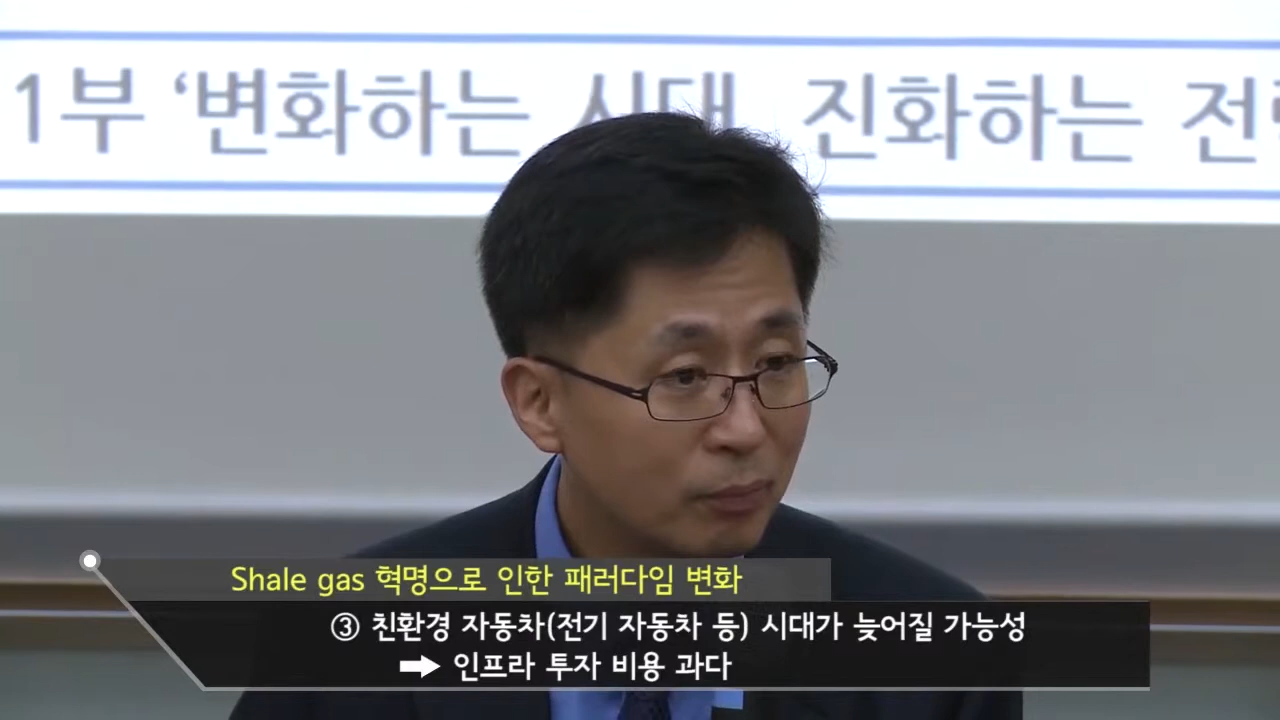 1부 ‘변화하는 시대, 진화하는
Shale gas 혁명으로 인한 패러다임 변화
③ 친환경 자동차(전기 자동차 등) 시대가 늦어질 가능성
➡ 인프라 투자 비용 과다